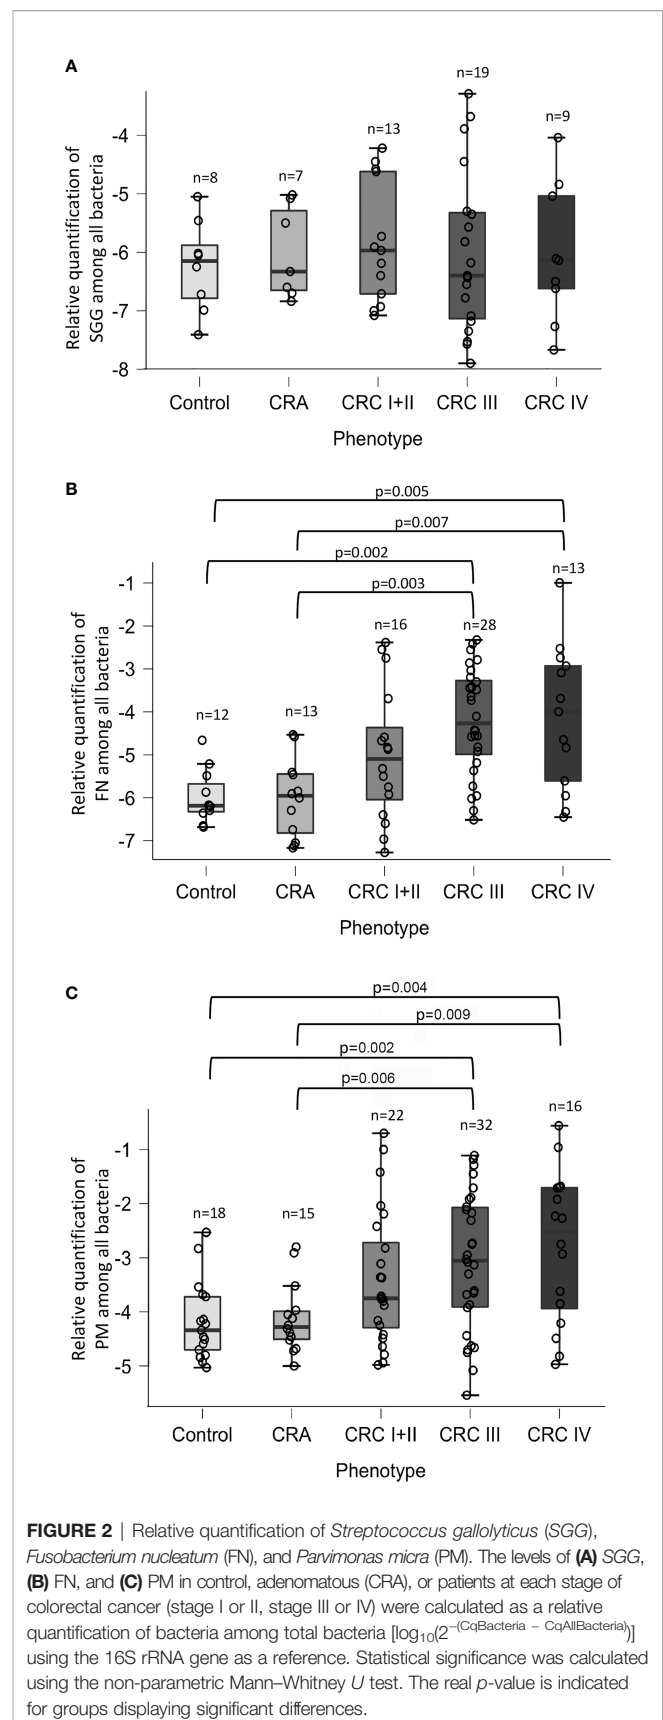 A
n=19
n=9
n=13
n=8
n=7
-4
-5
-6
-7
-8
Relative quantification of
SGG among all bacteria
Control CRA CRC I+II CRC III CRC IV
Phenotype
B
p=0.005
p=0.007
p=0.002
p=0.003
n=13
n=16
n=28
n=12
n=13
-1
-2
-3
-4
-5
-6
-7
Relative quantification of
FN among all bacteria
Control CRA CRC I+II CRC III CRC IV
Phenotype
C
p=0.004
p=0.009
p=0.002
p=0.006
n=16
n=22
n=32
n=18
n=15
-1
-2
-3
-4
-5
Relative quantification of
PM among all bacteria
Control CRA CRC I+II CRC III CRC IV
Phenotype
FIGURE 2 | Relative quantification of Streptococcus gallolyticus (SGG),
Fusobacterium nucleatum (FN), and Parvimonas micra (PM). The levels of (A) SGG,
(B) FN, and (C) PM in control, adenomatous (CRA), or patients at each stage of
colorectal cancer (stage I or II, stage III or IV) were calculated as a relative
quantification of bacteria among total bacteria [log10(2−(CqBacteria − CqAllBacteria))]
using the 16S rRNA gene as a reference. Statistical significance was calculated
using the non-parametric Mann–Whitney U test. The real p-value is indicated
for groups displaying significant differences.